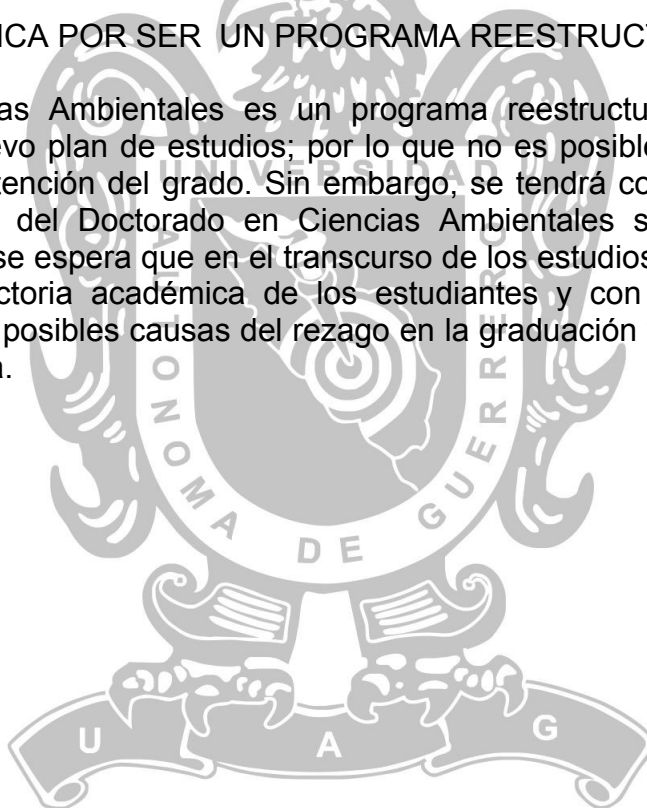 ICA POR SER UN PROGRAMA REESTRUCT
as Ambientales es un programa reestructu
evo plan de estudios; por lo que no es posible
tención del grado. Sin embargo, se tendrá co
del Doctorado en Ciencias Ambientales s
se espera que en el transcurso de los estudios
ctoria académica de los estudiantes y con
posibles causas del rezago en la graduación
a.
UNIVERSIDAD
AUTONOMA DE GUERRERO
U A G